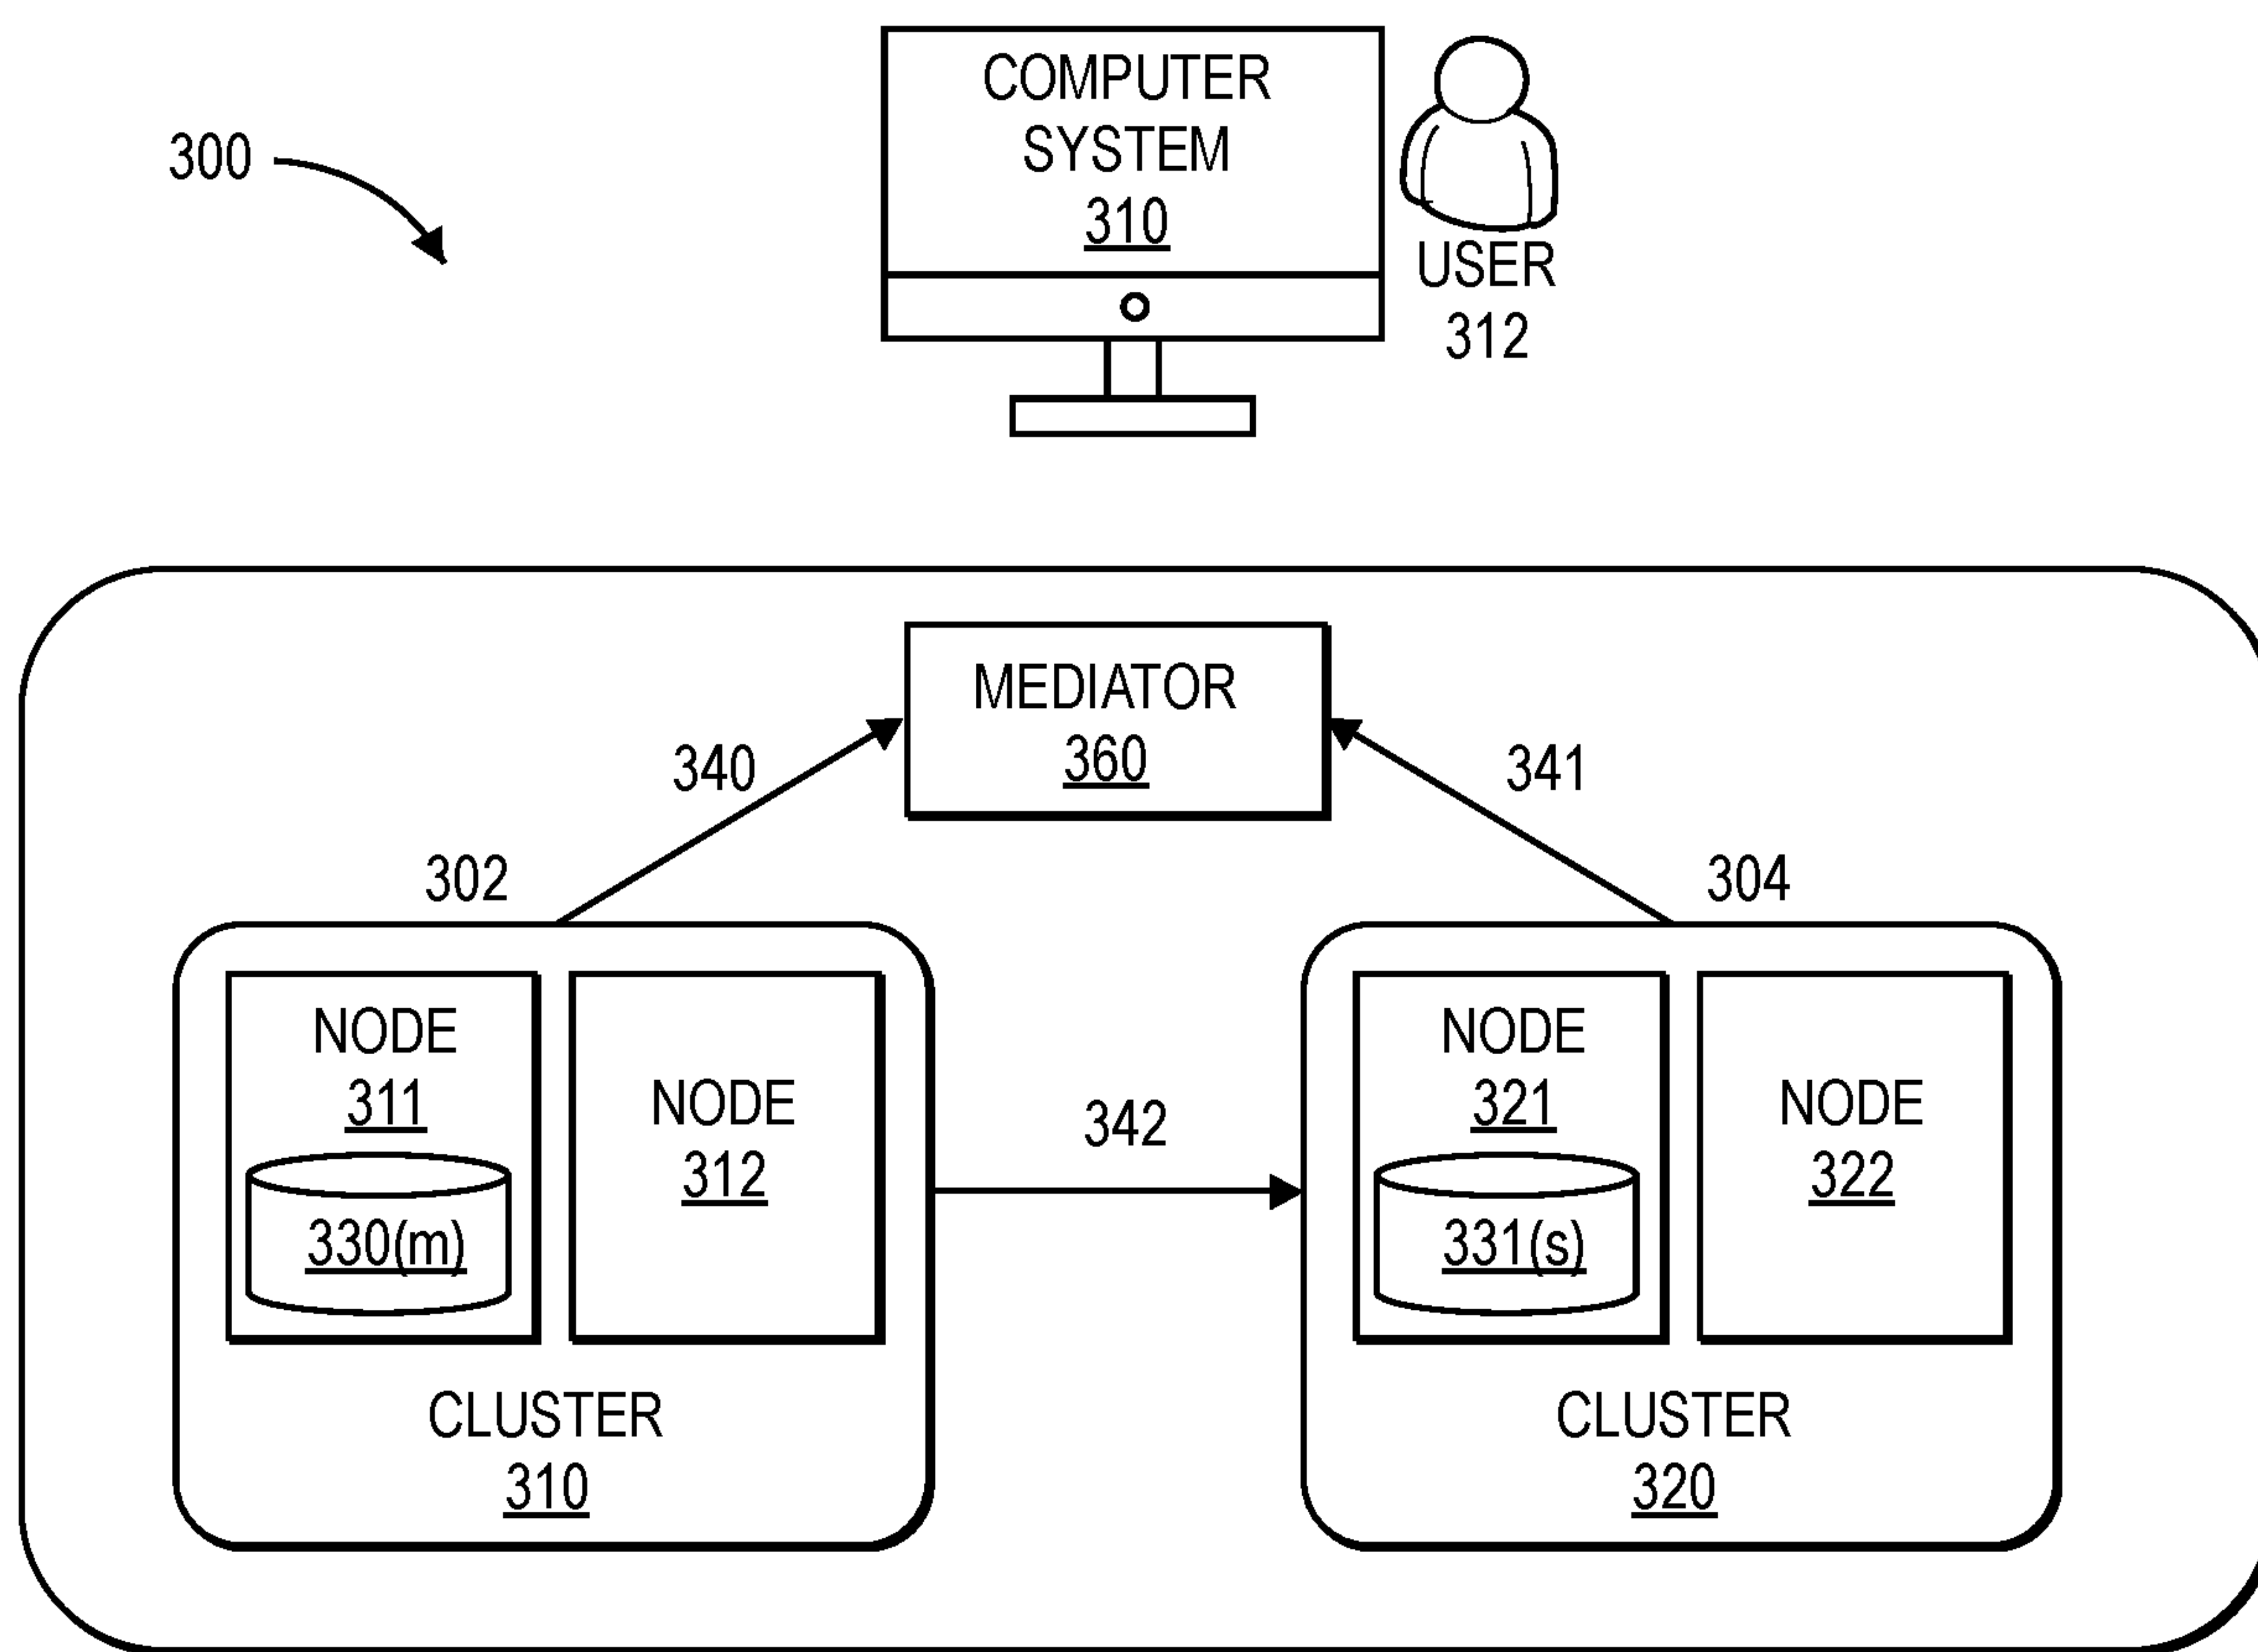 COMPUTER
SYSTEM
310
300
USER
312
MEDIATOR
360
340
341
302
304
NODE
311
330(m)
NODE
312
CLUSTER
310
342
NODE
321
331(s)
NODE
322
CLUSTER
320